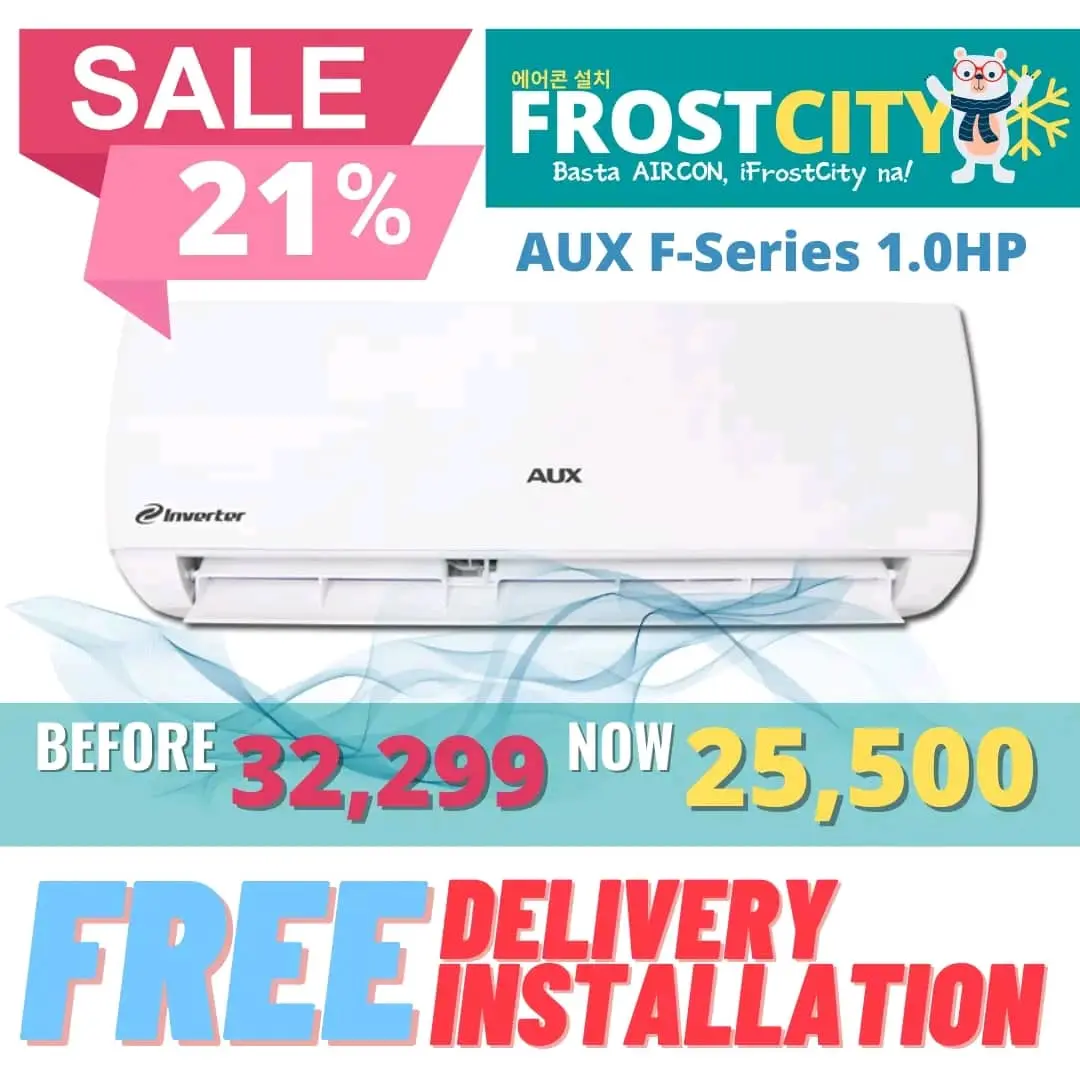 SALE
21%
에어콘 설치
FROSTCITY
Basta AIRCON, iFrostCity na!
AUX F-Series 1.0HP
AUX
Inverter
BEFORE 32,299 NOW 25,500
FREE DELIVERY
INSTALLATION